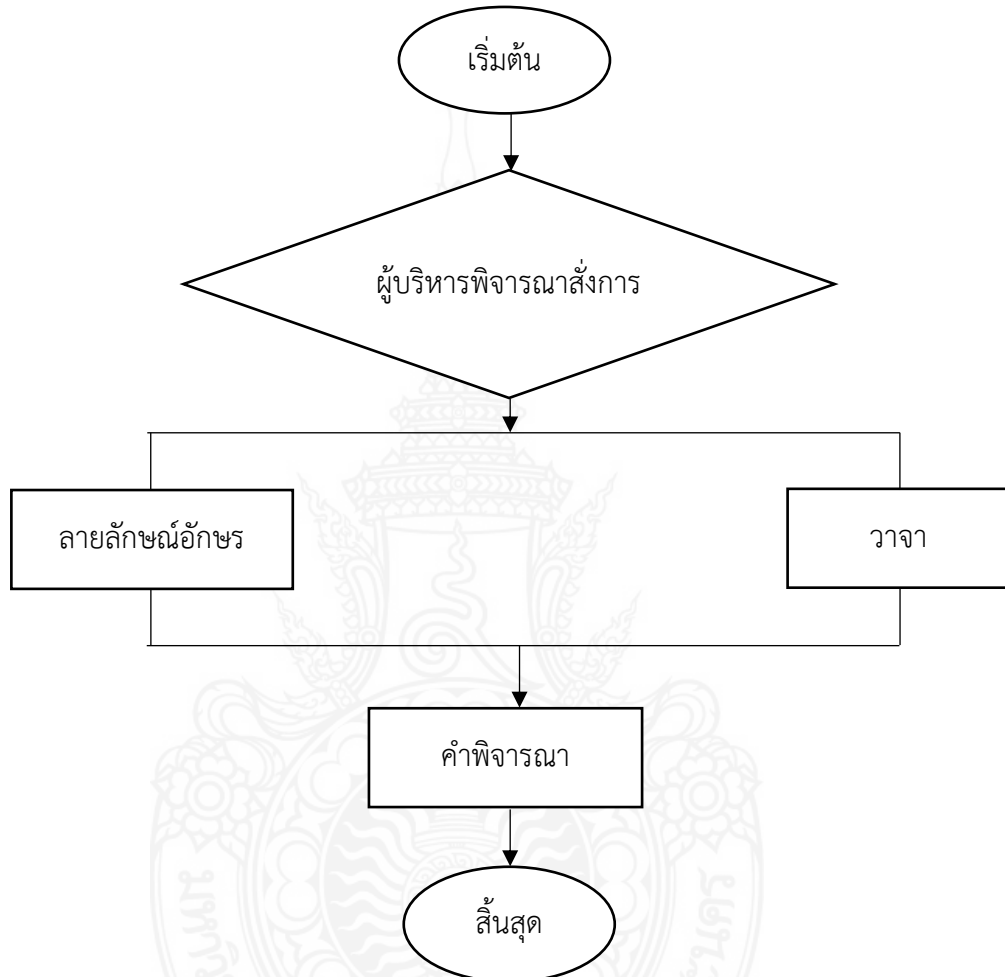 เริ่มต้น
ผู้บริหารพิจารณาสั่งการ
ลายลักษณ์อักษร
วาจา
คำพิจารณา
สิ้นสุด